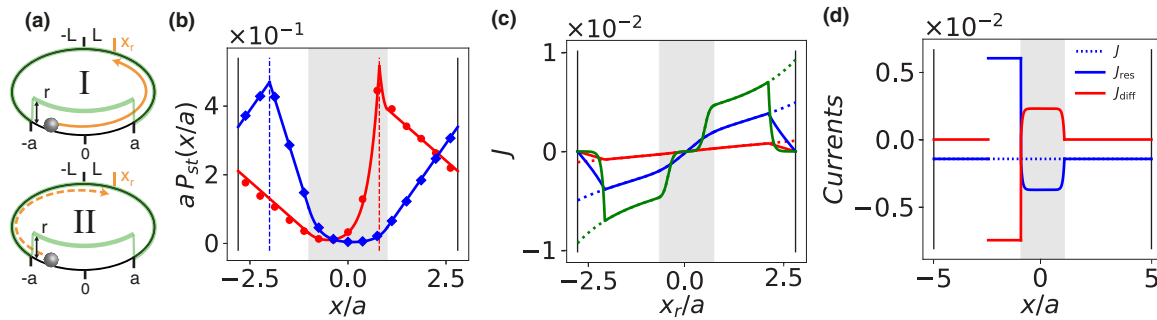 (a)
-L L x_r
I
r
-a 0 a
-L L x_r
II
r
-a 0 a
(b)
×10⁻¹
a P_st(x/a)
4
2
0
-2.5 0.0 2.5
x/a
(c)
×10⁻²
J
1
0
−1
−2.5 0.0 2.5
x_r/a
(d)
×10⁻²
Currents
0.5
0.0
−0.5
−5 0 5
x/a
J
J_res
J_diff